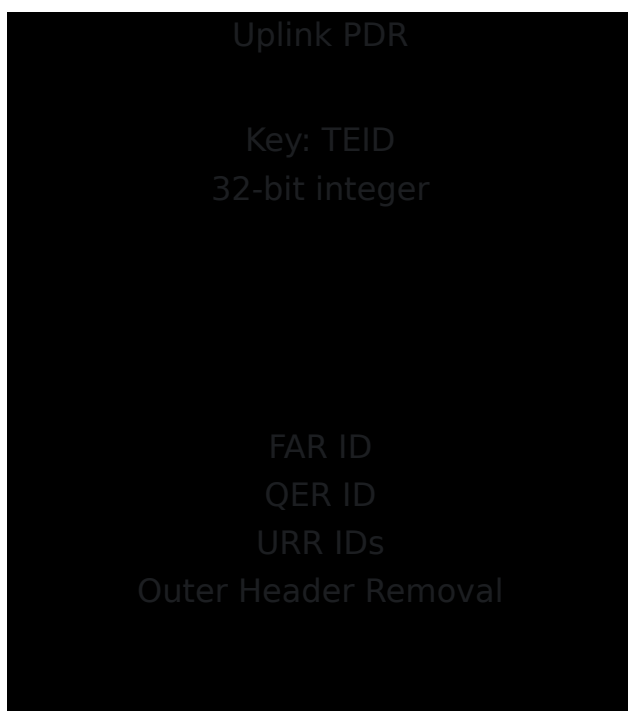 Uplink PDR
Key: TEID
32-bit integer
FAR ID
QER ID
URR IDs
Outer Header Removal